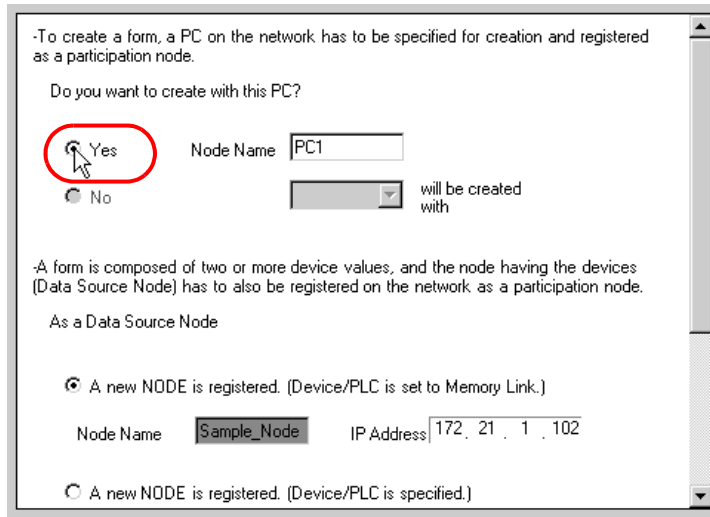 -To create a form, a PC on the network has to be specified for creation and registered
as a participation node.
Do you want to create with this PC?
Yes Node Name PC1
No will be created
with
-A form is composed of two or more device values, and the node having the devices
(Data Source Node) has to also be registered on the network as a participation node.
As a Data Source Node
A new NODE is registered. (Device/PLC is set to Memory Link.)
Node Name Sample_Node IP Address 172 . 21 . 1 . 102
A new NODE is registered. (Device/PLC is specified.)